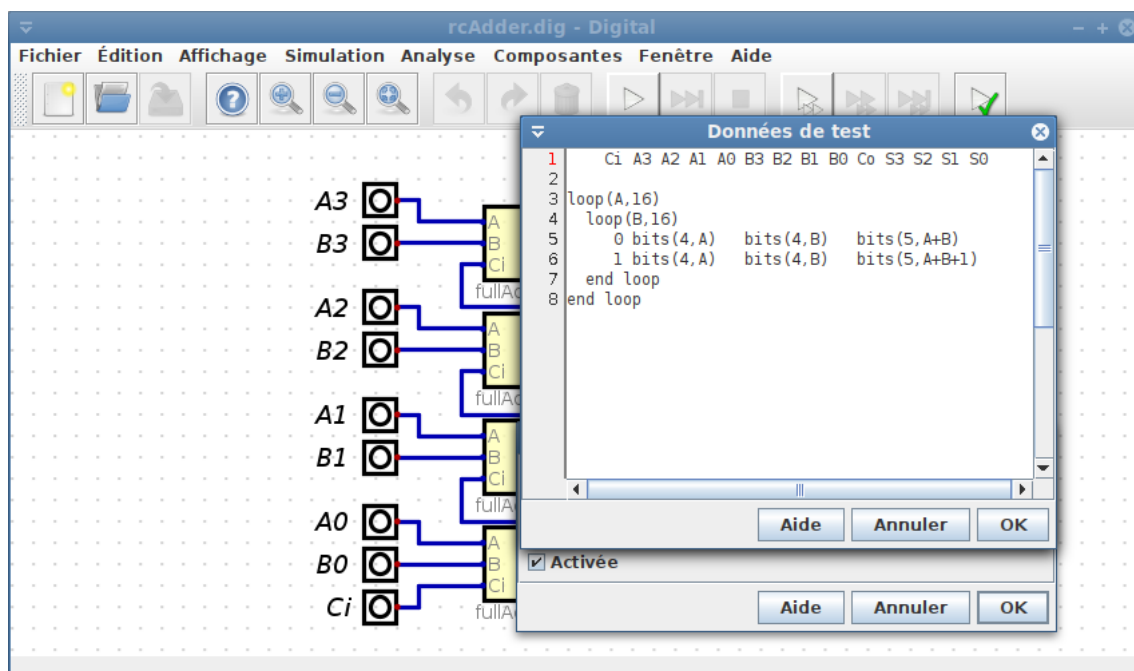 rcAdder.dig - Digital
Fichier Édition Affichage Simulation Analyse Composantes Fenêtre Aide
Données de test
1 Ci A3 A2 A1 A0 B3 B2 B1 B0 Co S3 S2 S1 S0
2
3 loop(A,16)
4 loop(B,16)
5 0 bits(4,A) bits(4,B) bits(5,A+B)
6 1 bits(4,A) bits(4,B) bits(5,A+B+1)
7 end loop
8 end loop
Aide Annuler OK
Activée
Aide Annuler OK
A3
A
B3
B
Ci
A2
A
B2
B
Ci
A1
A
B1
B
Ci
A0
A
B0
B
Ci
Ci